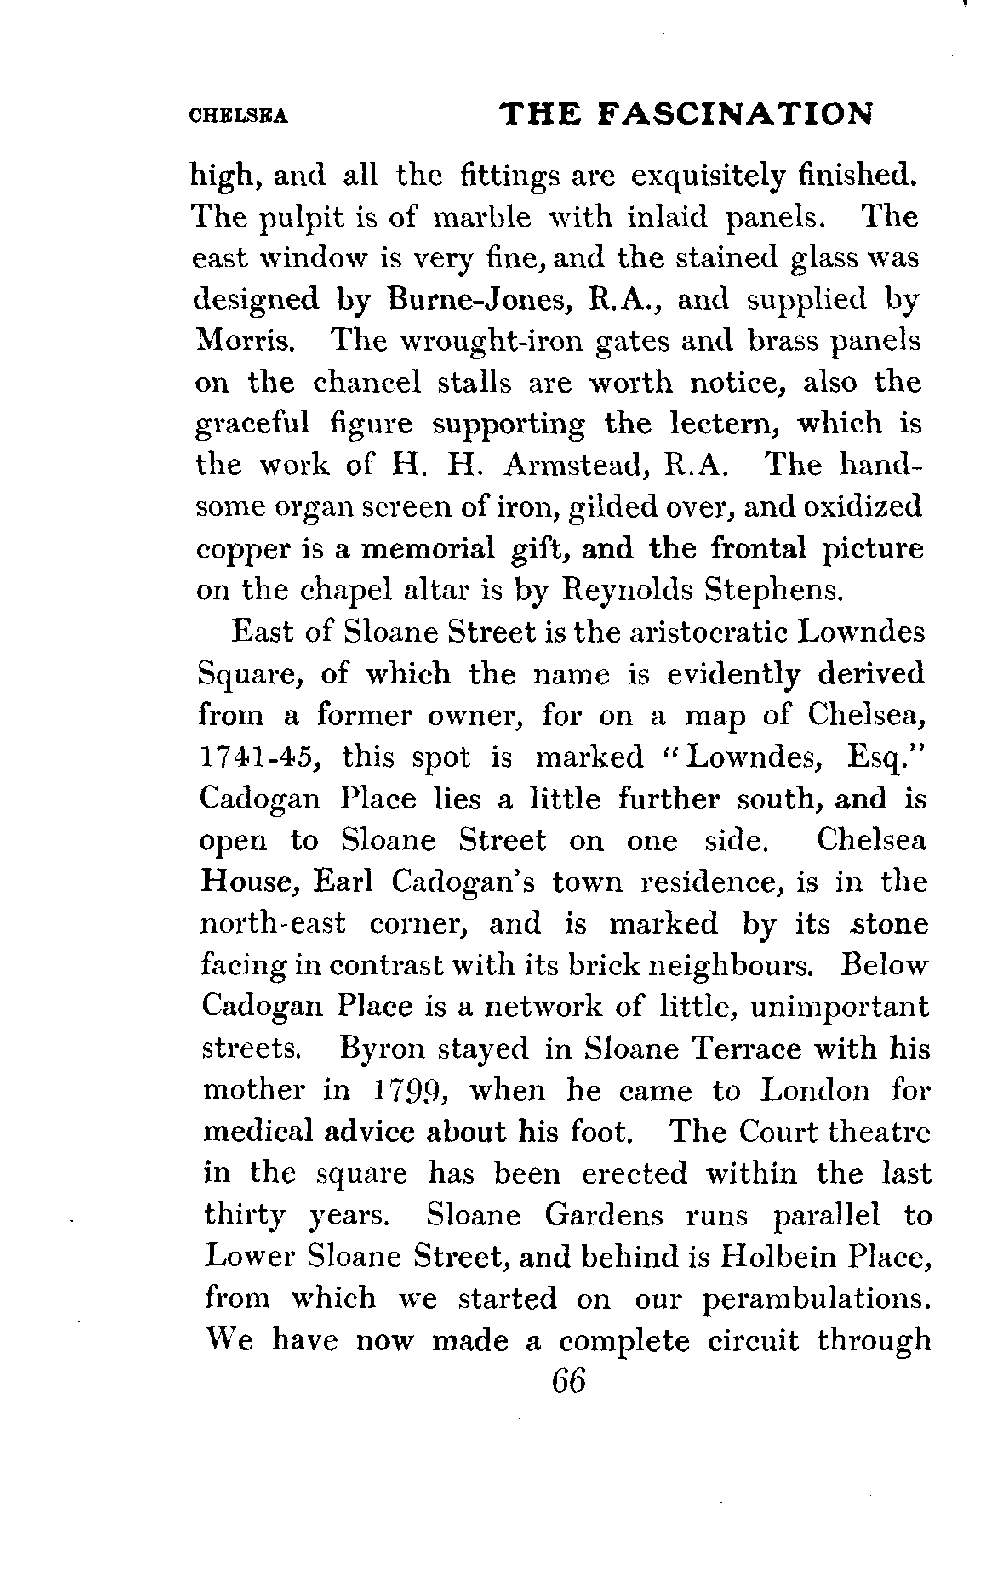 CHELSEA THE FASCINATION
high, and all the fittings are exquisitely finished.
The pulpit is of marble with inlaid panels. The
east window is very fine, and the stained glass was
designed by Burne-Jones, R.A., and supplied by
Morris. The wrought-iron gates and brass panels
on the chancel stalls are worth notice, also the
graceful figure supporting the lectern, which is
the work of H. H. Armstead, R.A. The hand-
some organ screen of iron, gilded over, and oxidized
copper is a memorial gift, and the frontal picture
on the chapel altar is by Reynolds Stephens.
East of Sloane Street is the aristocratic Lowndes
Square, of which the name is evidently derived
from a former owner, for on a map of Chelsea,
1741-45, this spot is marked "Lowndes, Esq."
Cadogan Place lies a little further south, and is
open to Sloane Street on one side. Chelsea
House, Earl Cadogan's town residence, is in the
north-east corner, and is marked by its stone
facing in contrast with its brick neighbours. Below
Cadogan Place is a network of little, unimportant
streets. Byron stayed in Sloane Terrace with his
mother in 1799, when he came to London for
medical advice about his foot. The Court theatre
in the square has been erected within the last
thirty years. Sloane Gardens runs parallel to
Lower Sloane Street, and behind is Holbein Place,
from which we started on our perambulations.
We have now made a complete circuit through
66